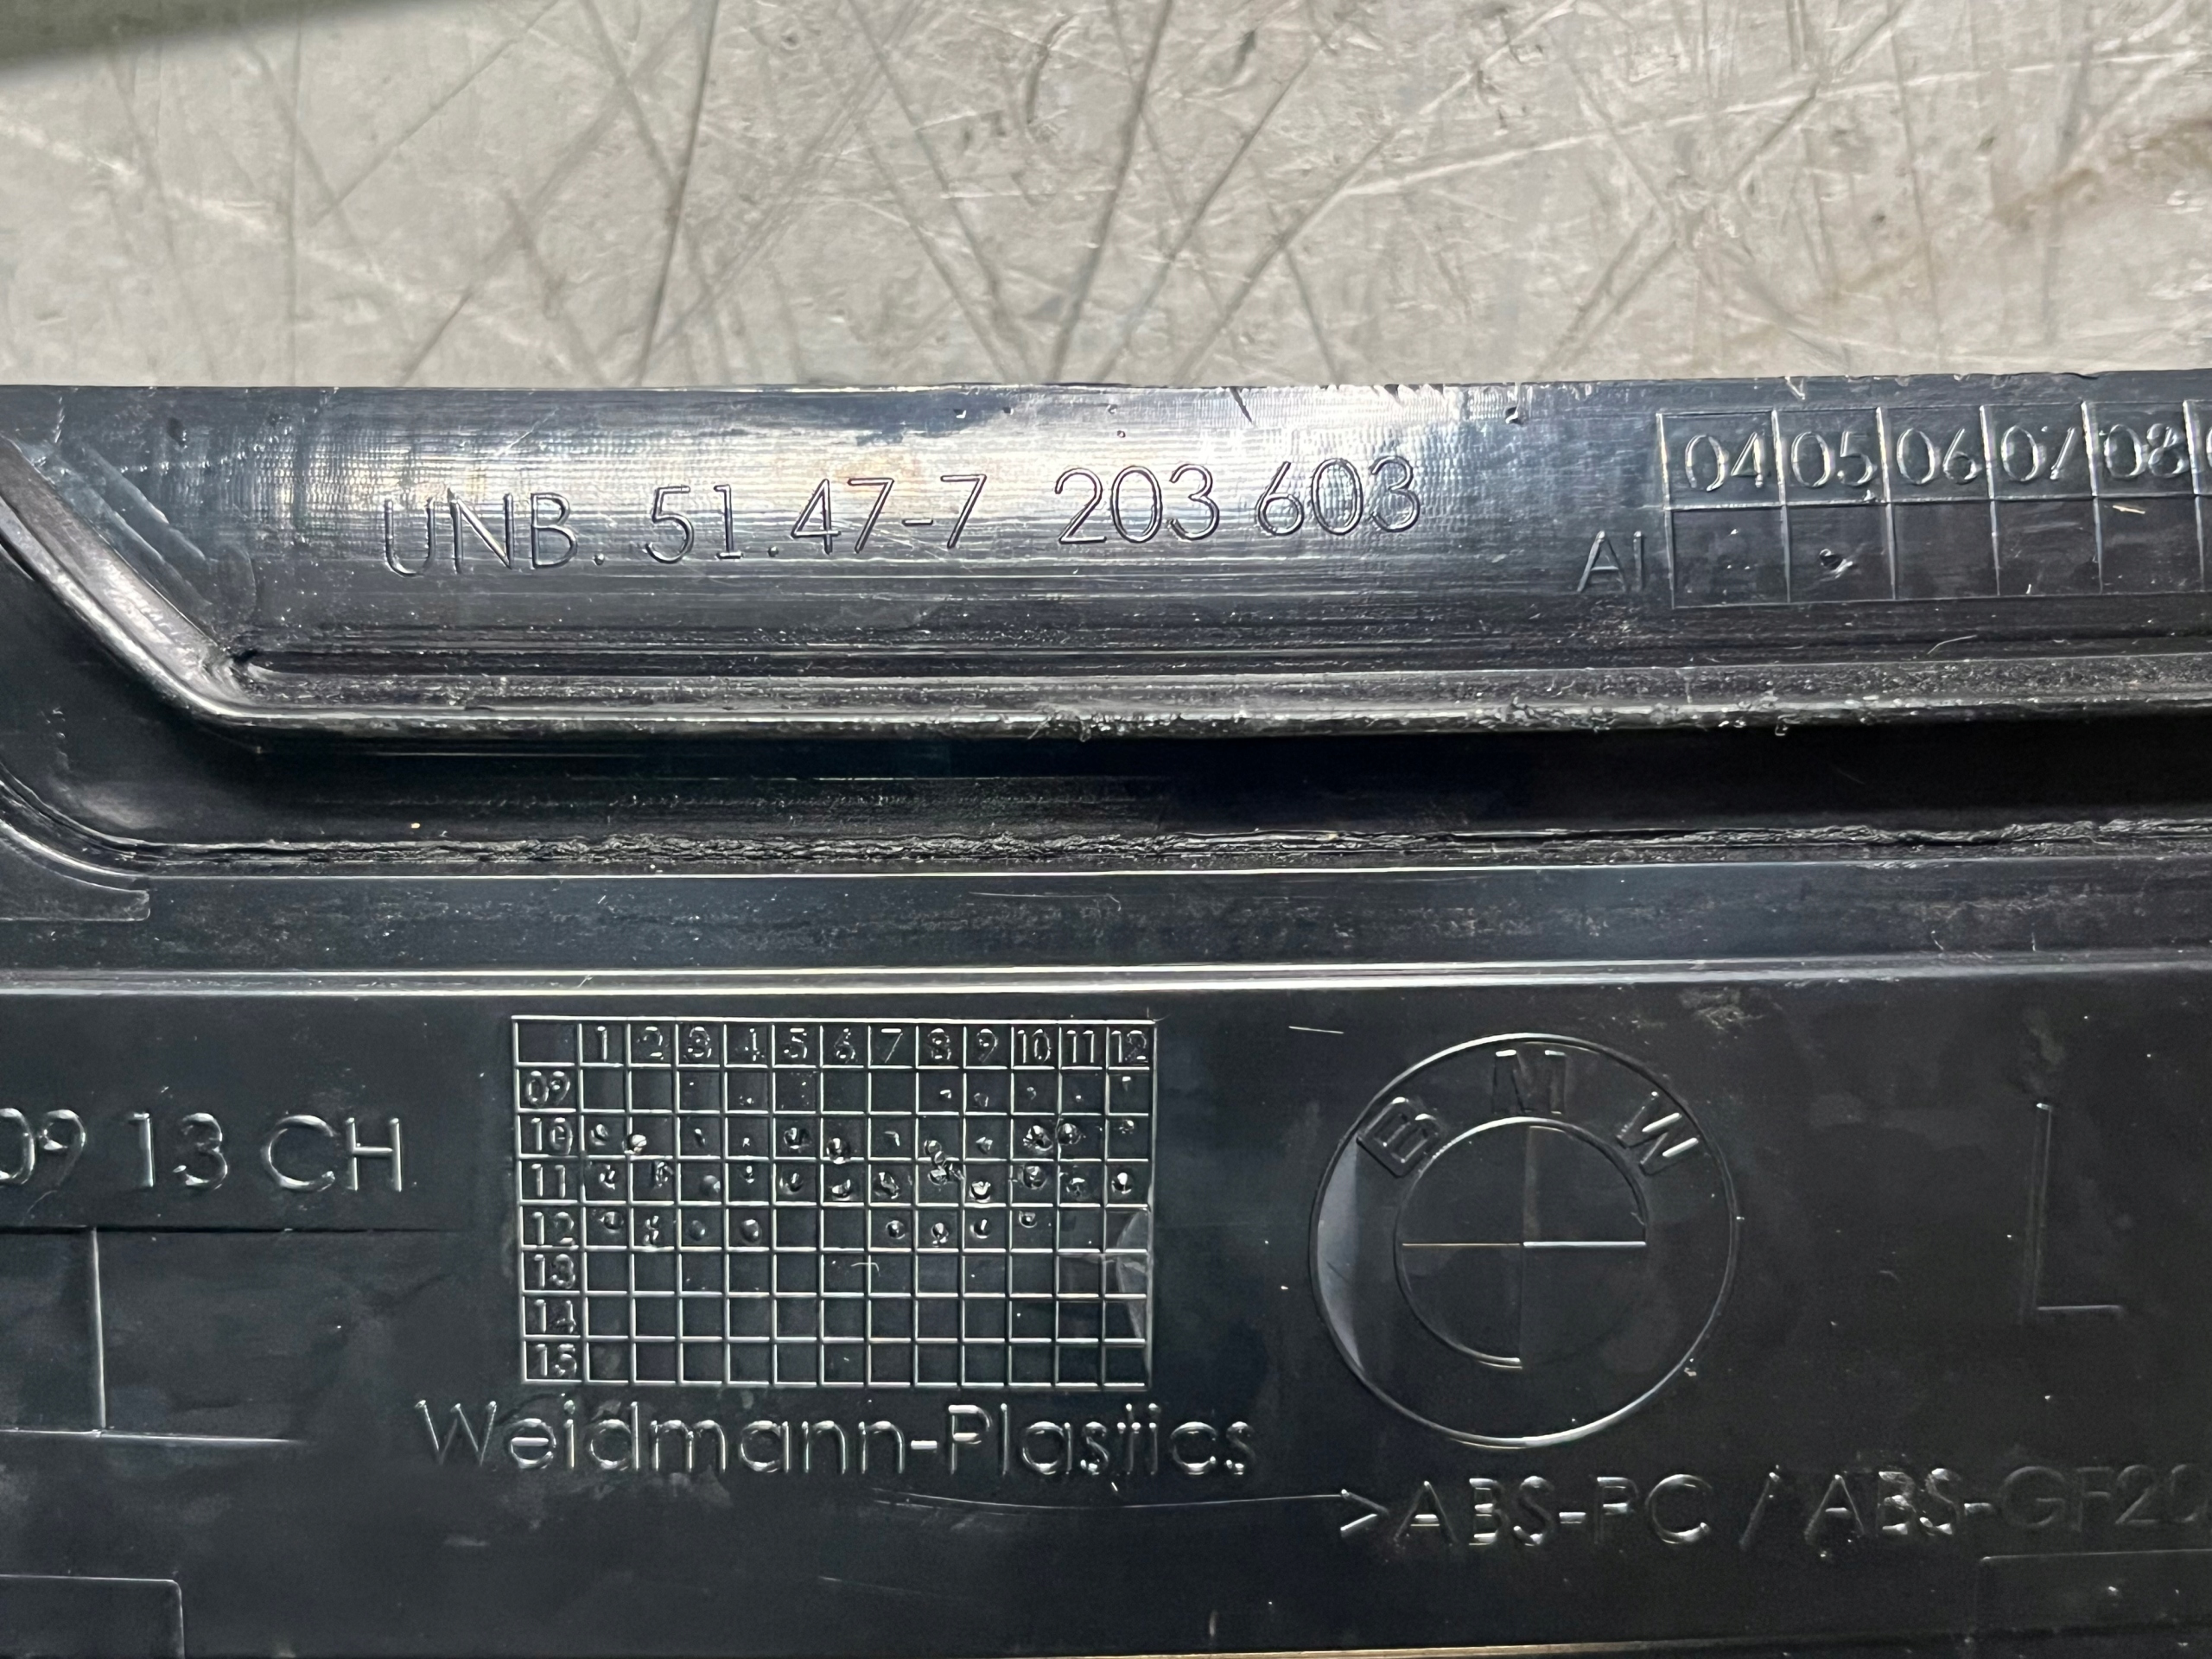 UNB. 51.47-7 203 603
04 05 06 07 08
AI
1 2 3 4 5 6 7 8 9 10 11 12
09
10
11
12
13
14
15
09 13 CH
BMW
L
Weidmann-Plastics
>ABS-PC / ABS-GF20